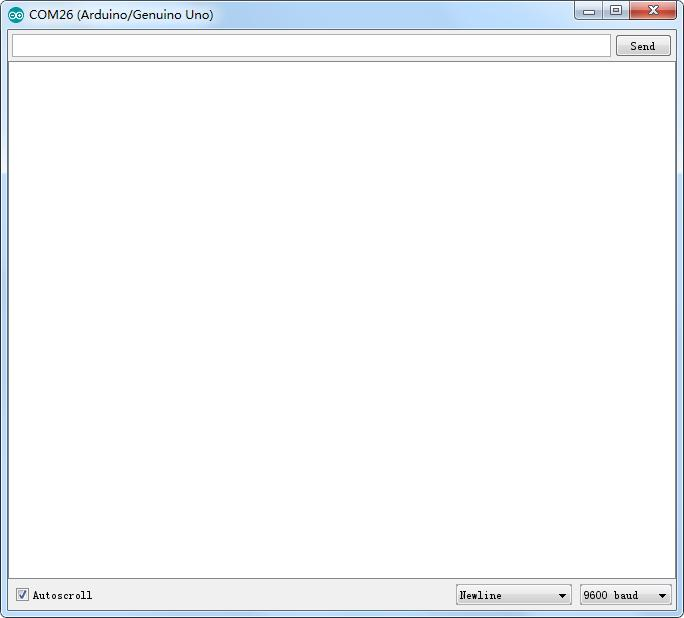 COM26 (Arduino/Genuino Uno)
Send
Autoscroll
Newline
9600 baud